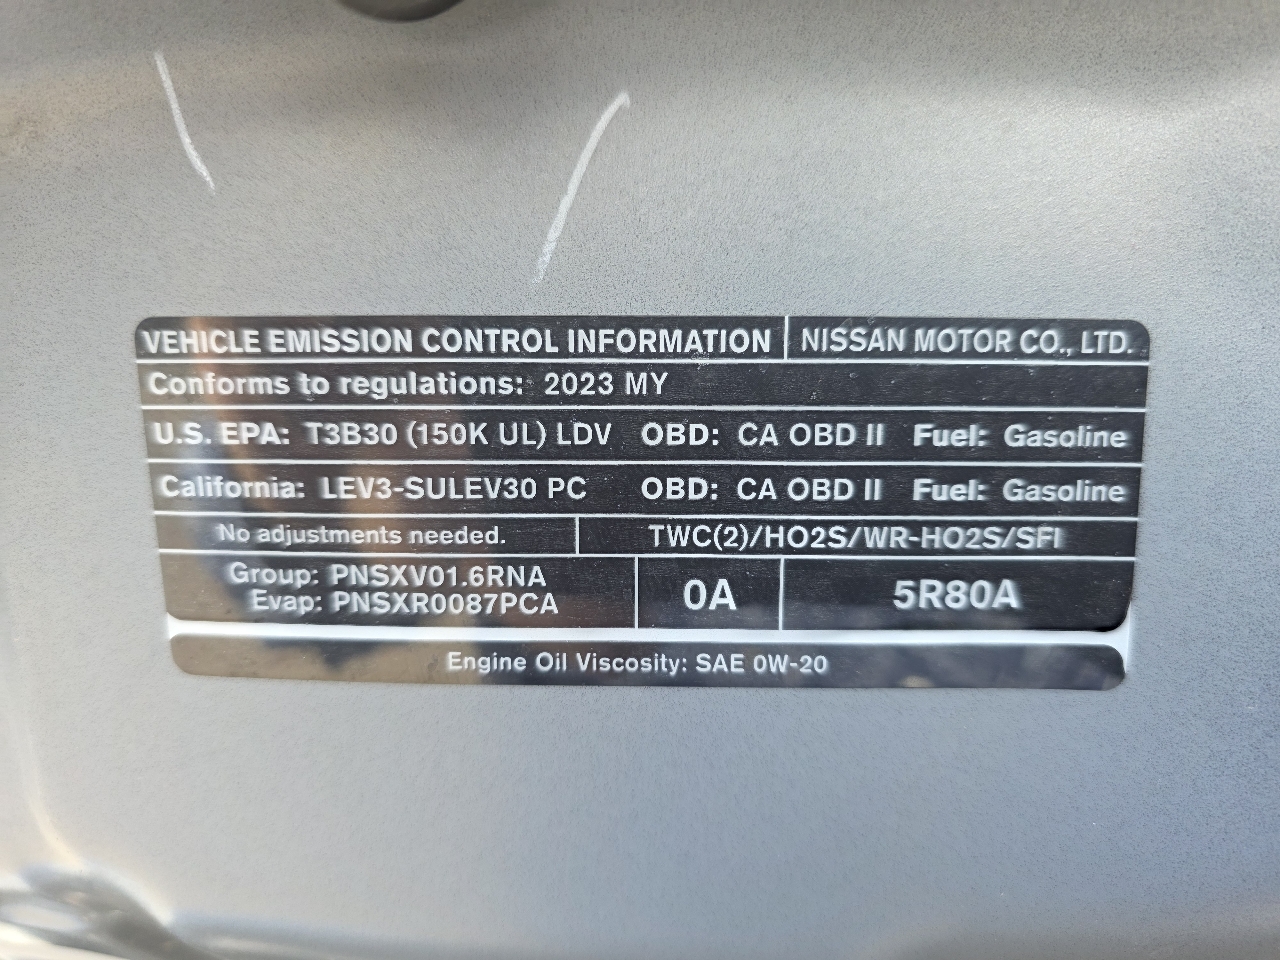 VEHICLE EMISSION CONTROL INFORMATION NISSAN MOTOR CO., LTD.
Conforms to regulations: 2023 MY
U.S. EPA: T3B30 (150K UL) LDV OBD: CA OBD II Fuel: Gasoline
California: LEV3-SULEV30 PC OBD: CA OBD II Fuel: Gasoline
No adjustments needed. TWC(2)/HO2S/WR-HO2S/SFI
Group: PNSXV01.6RNA
Evap: PNSXR0087PCA
0A
5R80A
Engine Oil Viscosity: SAE 0W-20